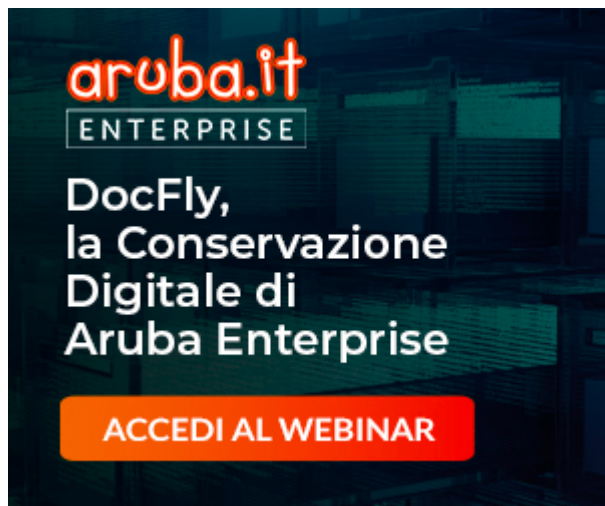 aruba.it
ENTERPRISE
DocFly,
la Conservazione
Digitale di
Aruba Enterprise
ACCEDI AL WEBINAR